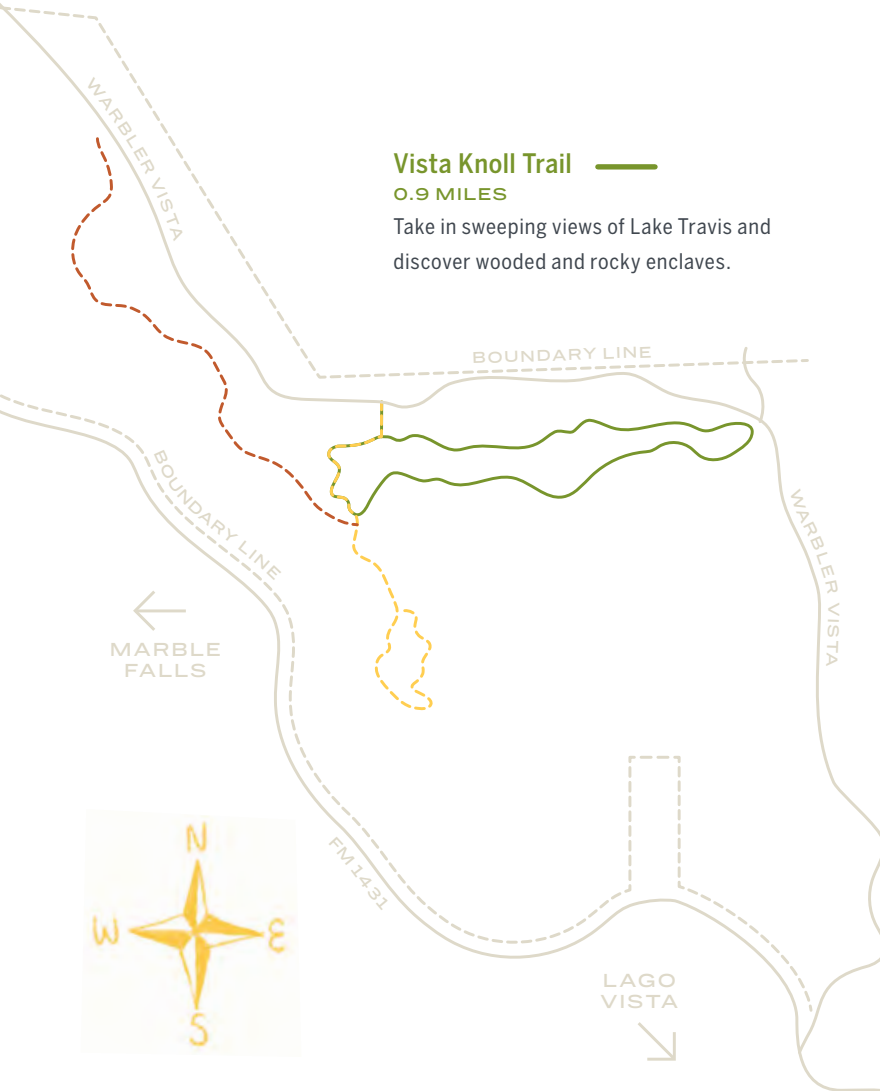 WARBLER VISTA
Vista Knoll Trail
0.9 MILES
Take in sweeping views of Lake Travis and
discover wooded and rocky enclaves.
BOUNDARY LINE
BOUNDARY LINE
WARBLER VISTA
MARBLE
FALLS
FM 1431
N
W
E
S
LAGO
VISTA